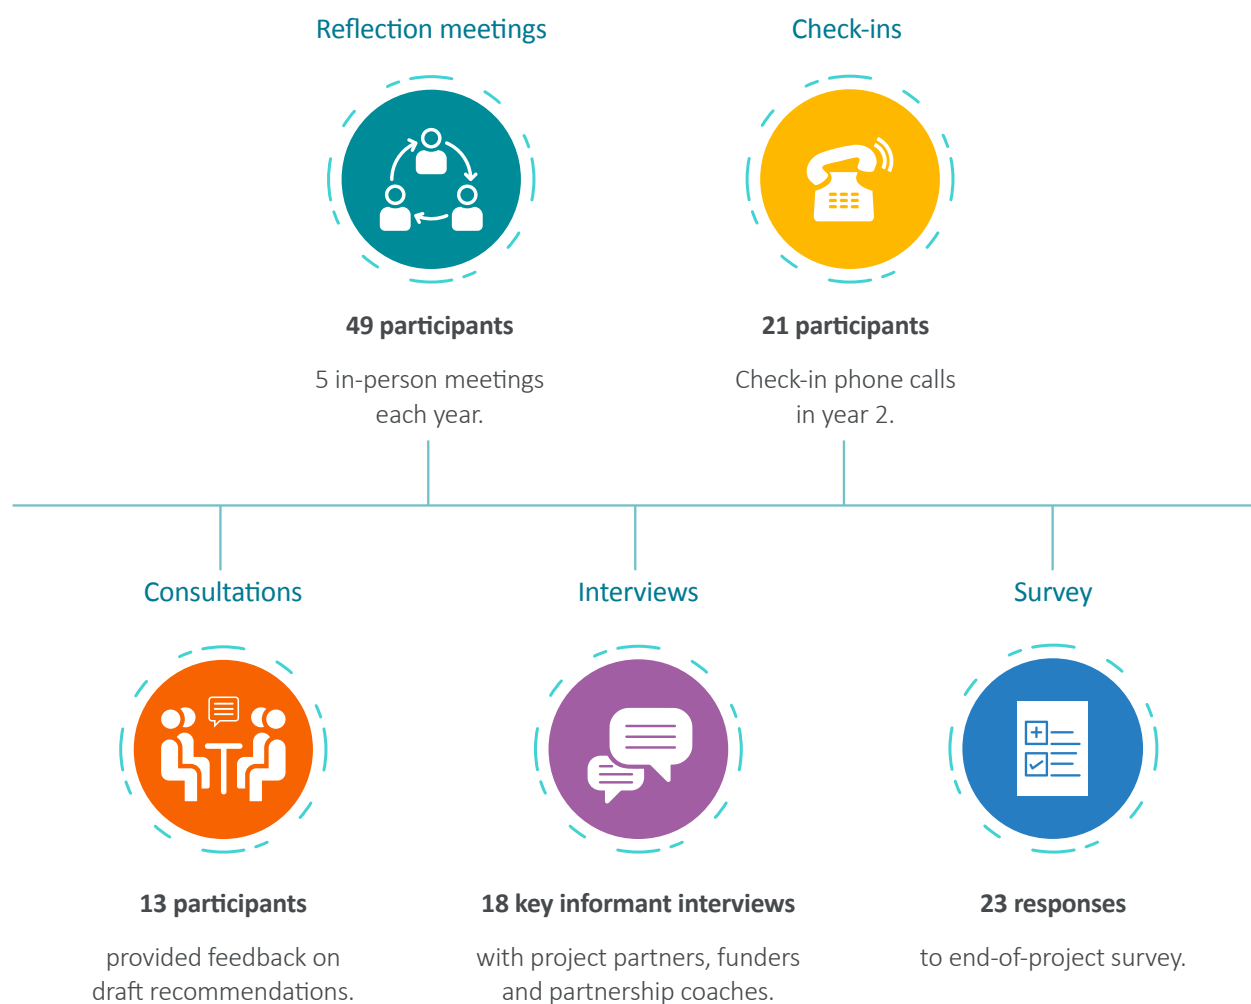 Reflection meetings
49 participants
5 in-person meetings
each year.
Check-ins
21 participants
Check-in phone calls
in year 2.
Consultations
13 participants
provided feedback on
draft recommendations.
Interviews
18 key informant interviews
with project partners, funders
and partnership coaches.
Survey
23 responses
to end-of-project survey.